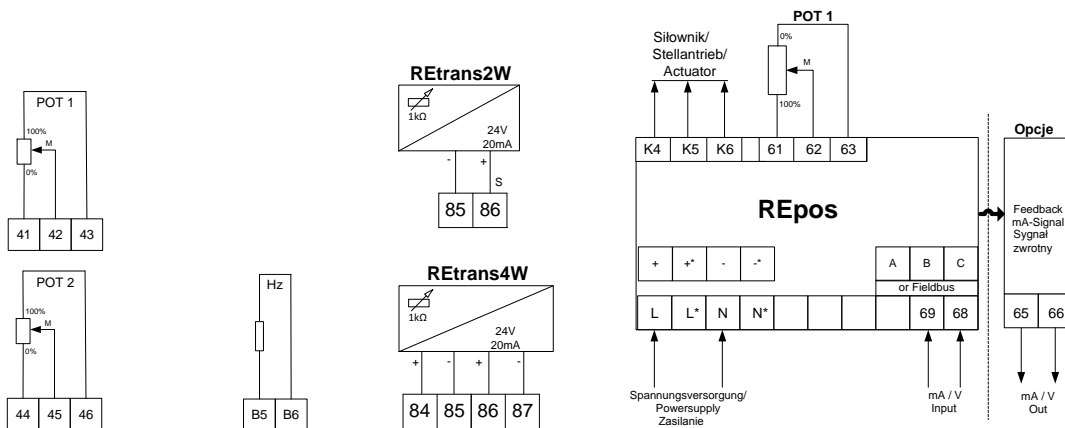 POT 1
100%
M
0%
41 42 43
POT 2
100%
M
0%
44 45 46
Hz
B5 B6
REtrans2W
1kΩ
24V
20mA
- +
S
85 86
REtrans4W
1kΩ
24V
20mA
+ - + -
84 85 86 87
Siłownik/
Stellantrieb/
Actuator
POT 1
0%
M
100%
K4 K5 K6 61 62 63
REpos
+ +* - -*
A B C
or Fieldbus
L L* N N* 69 68
Spannungsversorgung/
Powersupply
Zasilanie
mA / V
Input
Opcje
Feedback
mA-Signal
Sygnał
zwrotny
65 66
mA / V
Out